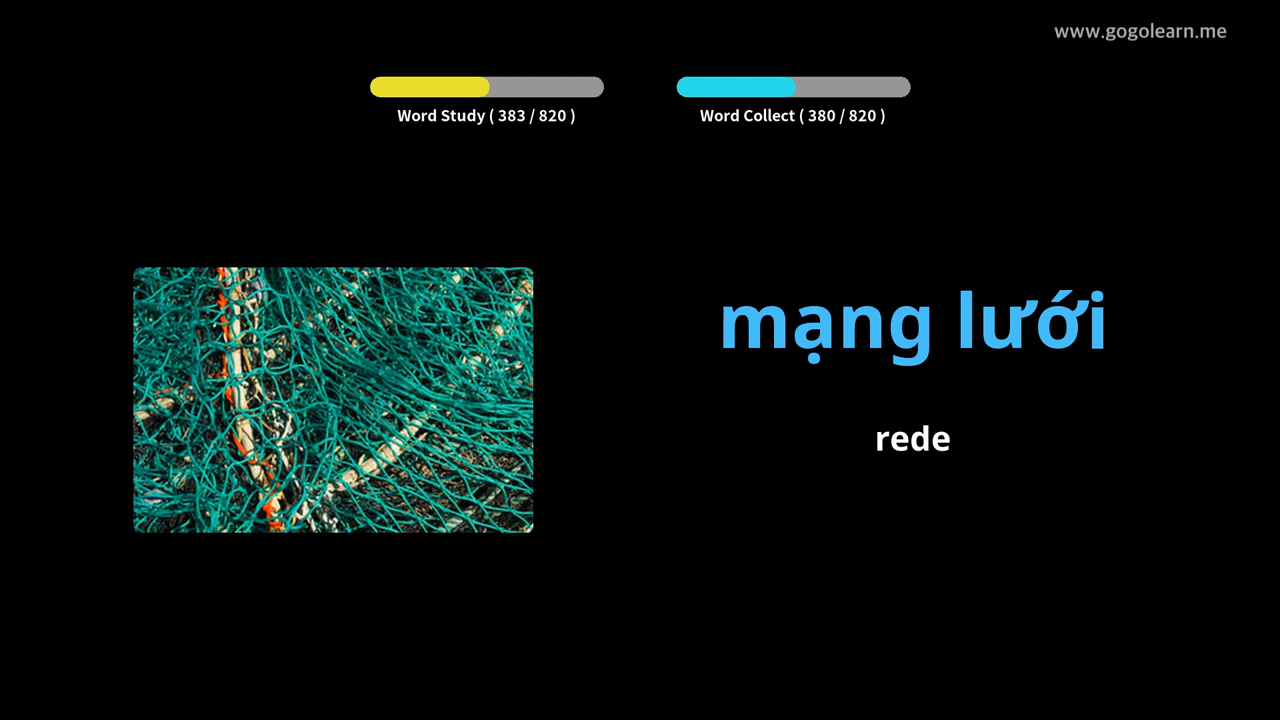 www.gogolearn.me
Word Study ( 383 / 820 )
Word Collect ( 380 / 820 )
mạng lưới
rede